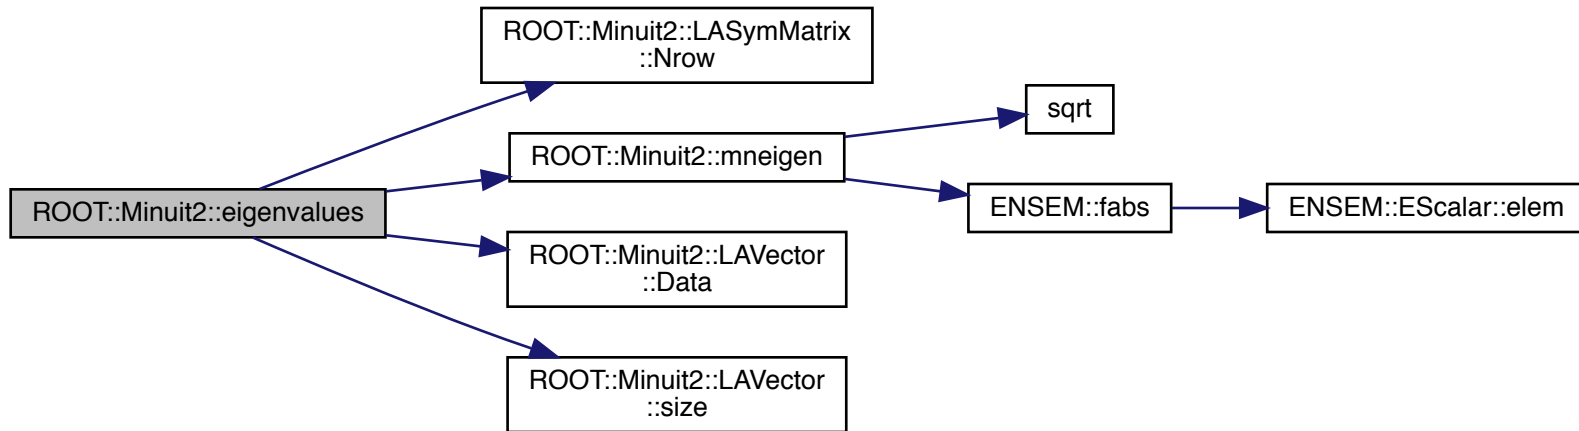 ROOT::Minuit2::LASymMatrix
::Nrow
sqrt
ROOT::Minuit2::mneigen
ROOT::Minuit2::eigenvalues
ENSEM::fabs
ENSEM::EScalar::elem
ROOT::Minuit2::LAVector
::Data
ROOT::Minuit2::LAVector
::size